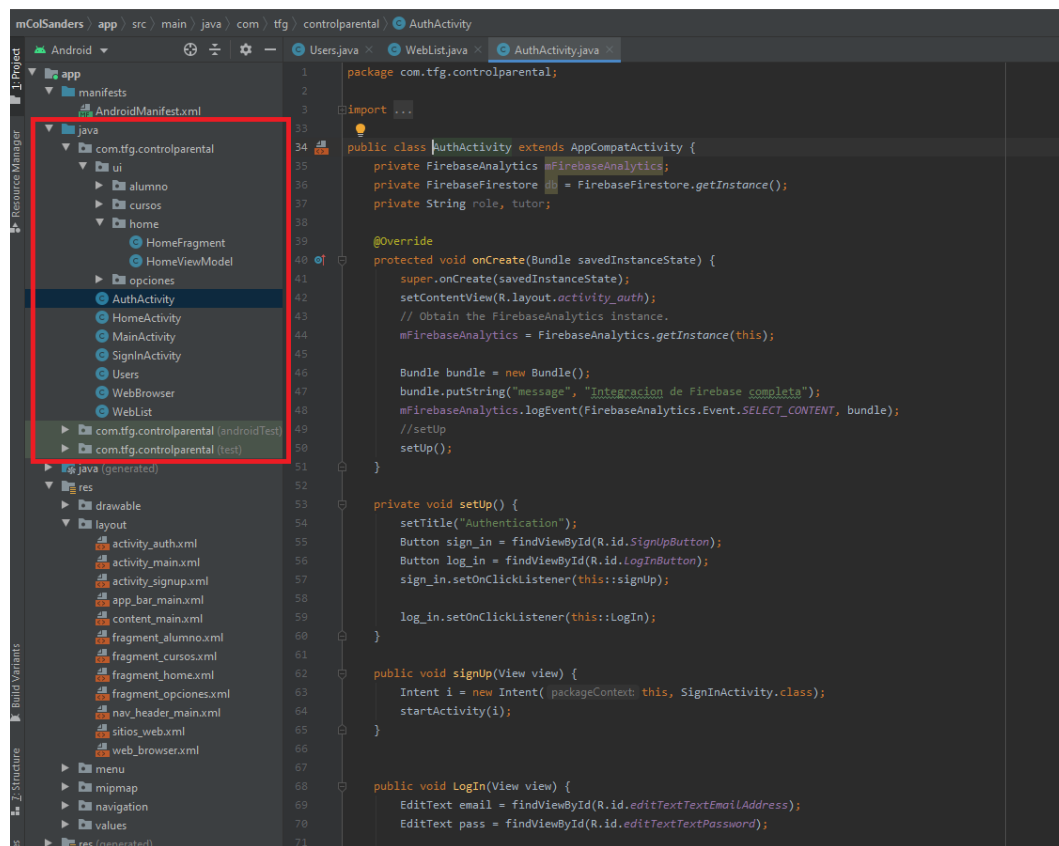 mColSanders 〉 app 〉 src 〉 main 〉 java 〉 com 〉 tfg 〉 controlparental 〉 AuthActivity
Android
Users.java
WebList.java
AuthActivity.java
1: Project
Resource Manager
Build Variants
Z: Structure
app
manifests
AndroidManifest.xml
java
com.tfg.controlparental
ui
alumno
cursos
home
HomeFragment
HomeViewModel
opciones
AuthActivity
HomeActivity
MainActivity
SignInActivity
Users
WebBrowser
WebList
com.tfg.controlparental (androidTest)
com.tfg.controlparental (test)
java (generated)
res
drawable
layout
activity_auth.xml
activity_main.xml
activity_signup.xml
app_bar_main.xml
content_main.xml
fragment_alumno.xml
fragment_cursos.xml
fragment_home.xml
fragment_opciones.xml
nav_header_main.xml
sitios_web.xml
web_browser.xml
menu
mipmap
navigation
values
res (generated)
1 package com.tfg.controlparental;
2
3 import ...
33
34 public class AuthActivity extends AppCompatActivity {
35 private FirebaseAnalytics mFirebaseAnalytics;
36 private FirebaseFirestore db = FirebaseFirestore.getInstance();
37 private String role, tutor;
38
39 @Override
40 protected void onCreate(Bundle savedInstanceState) {
41 super.onCreate(savedInstanceState);
42 setContentView(R.layout.activity_auth);
43 // Obtain the FirebaseAnalytics instance.
44 mFirebaseAnalytics = FirebaseAnalytics.getInstance(this);
45
46 Bundle bundle = new Bundle();
47 bundle.putString("message", "Integracion de Firebase completa");
48 mFirebaseAnalytics.logEvent(FirebaseAnalytics.Event.SELECT_CONTENT, bundle);
49 //setUp
50 setUp();
51 }
52
53 private void setUp() {
54 setTitle("Authentication");
55 Button sign_in = findViewById(R.id.SignUpButton);
56 Button log_in = findViewById(R.id.LogInButton);
57 sign_in.setOnClickListener(this::signUp);
58
59 log_in.setOnClickListener(this::LogIn);
60 }
61
62 public void signUp(View view) {
63 Intent i = new Intent( packageContext: this, SignInActivity.class);
64 startActivity(i);
65 }
66
67
68 public void LogIn(View view) {
69 EditText email = findViewById(R.id.editTextTextEmailAddress);
70 EditText pass = findViewById(R.id.editTextTextPassword);
71